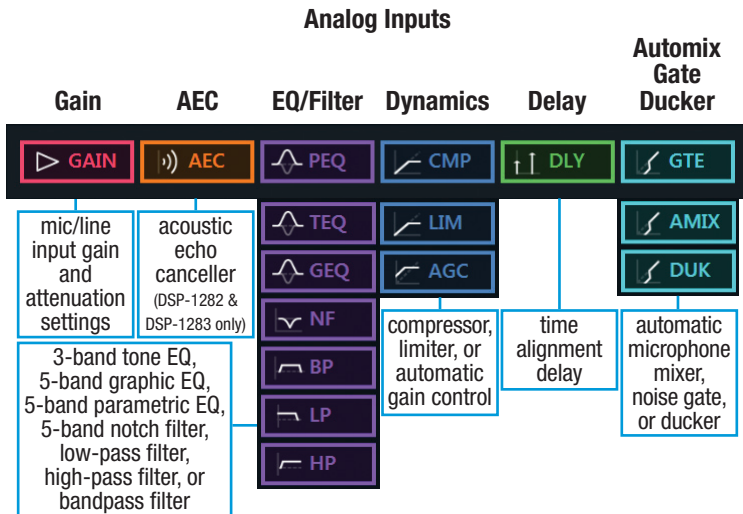 Analog Inputs
Gain
AEC
EQ/Filter
Dynamics
Delay
Automix
Gate
Ducker
GAIN
AEC
PEQ
CMP
DLY
GTE
TEQ
LIM
AMIX
GEQ
AGC
DUK
NF
BP
LP
HP
mic/line
input gain
and
attenuation
settings
acoustic
echo
canceller
(DSP-1282 &
DSP-1283 only)
3-band tone EQ,
5-band graphic EQ,
5-band parametric EQ,
5-band notch filter,
low-pass filter,
high-pass filter, or
bandpass filter
compressor,
limiter, or
automatic
gain control
time
alignment
delay
automatic
microphone
mixer,
noise gate,
or ducker